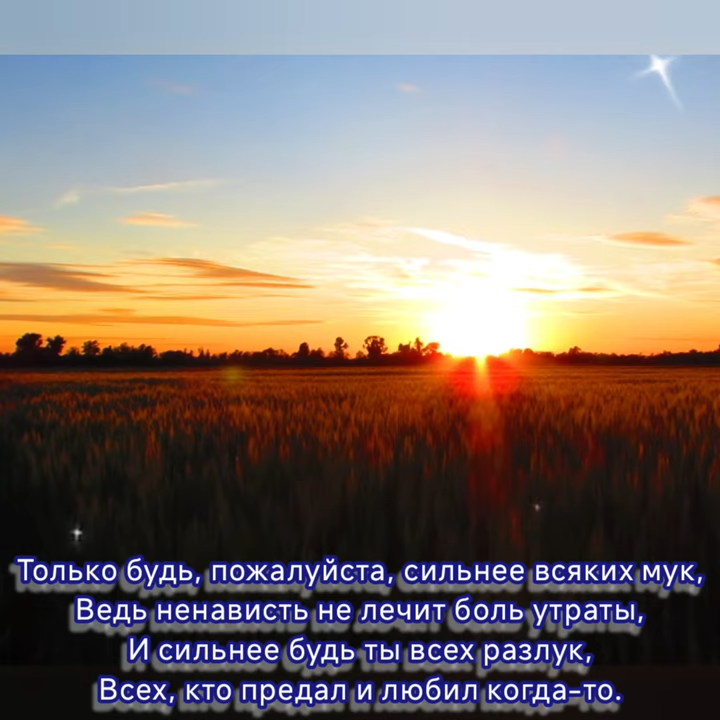 Только будь, пожалуйста, сильнее всяких мук,
Ведь ненависть не лечит боль утраты,
И сильнее будь ты всех разлук,
Всех, кто предал и любил когда-то.